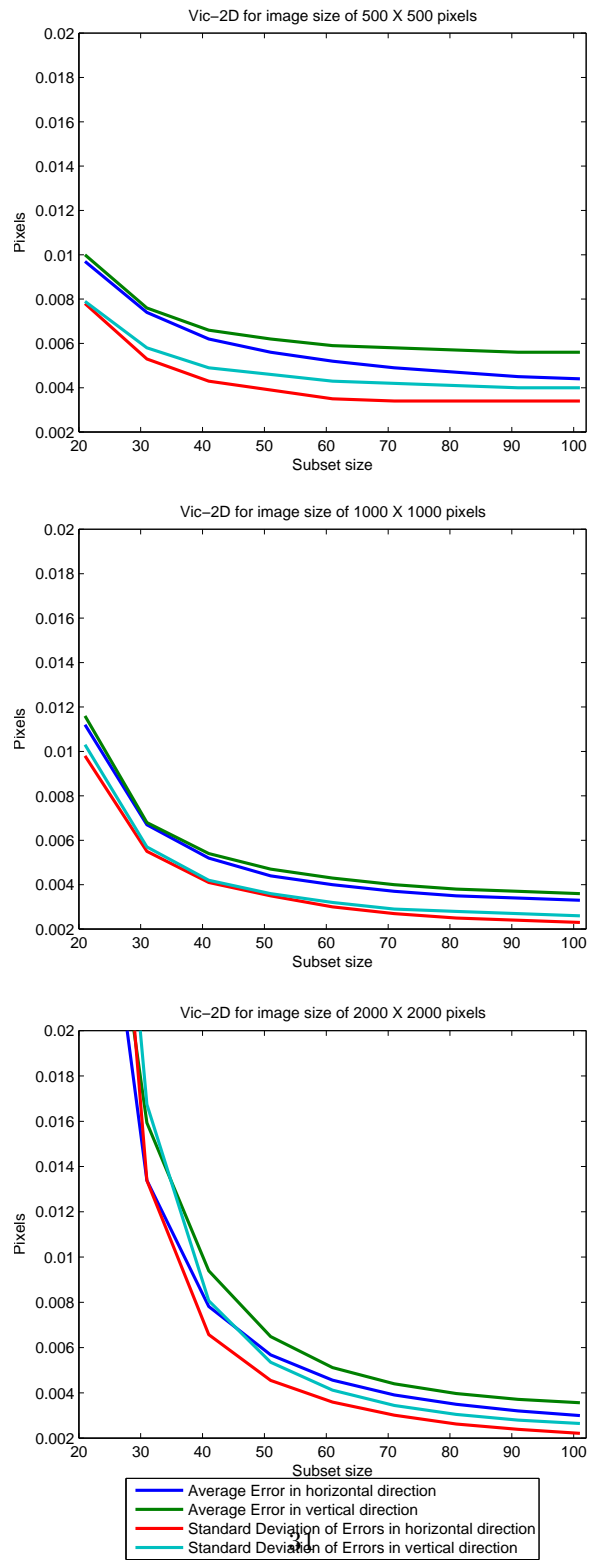 Vic−2D for image size of 500 X 500 pixels
0.02
0.018
0.016
0.014
0.012
0.01
0.008
0.006
0.004
0.002
Pixels
20 30 40 50 60 70 80 90 100
Subset size
Vic−2D for image size of 1000 X 1000 pixels
0.02
0.018
0.016
0.014
0.012
0.01
0.008
0.006
0.004
0.002
Pixels
20 30 40 50 60 70 80 90 100
Subset size
Vic−2D for image size of 2000 X 2000 pixels
0.02
0.018
0.016
0.014
0.012
0.01
0.008
0.006
0.004
0.002
Pixels
20 30 40 50 60 70 80 90 100
Subset size
Average Error in horizontal direction
Average Error in vertical direction
Standard Deviation of Errors in horizontal direction
Standard Deviation of Errors in vertical direction
31